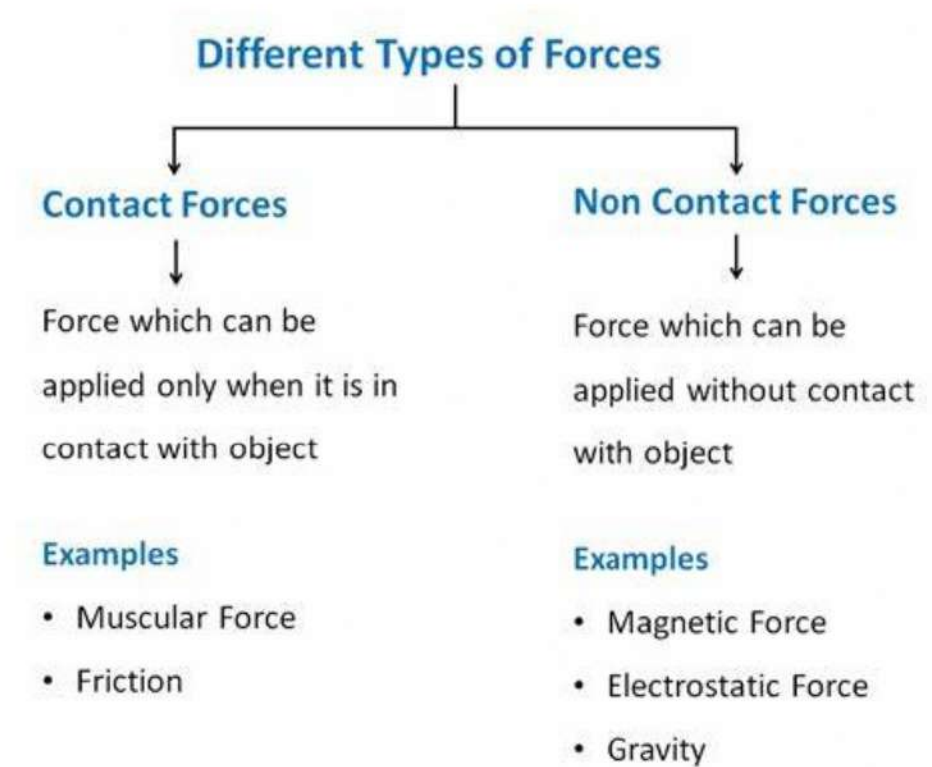 Different Types of Forces
Contact Forces
Force which can be
applied only when it is in
contact with object
Examples
• Muscular Force
• Friction
Non Contact Forces
Force which can be
applied without contact
with object
Examples
• Magnetic Force
• Electrostatic Force
• Gravity